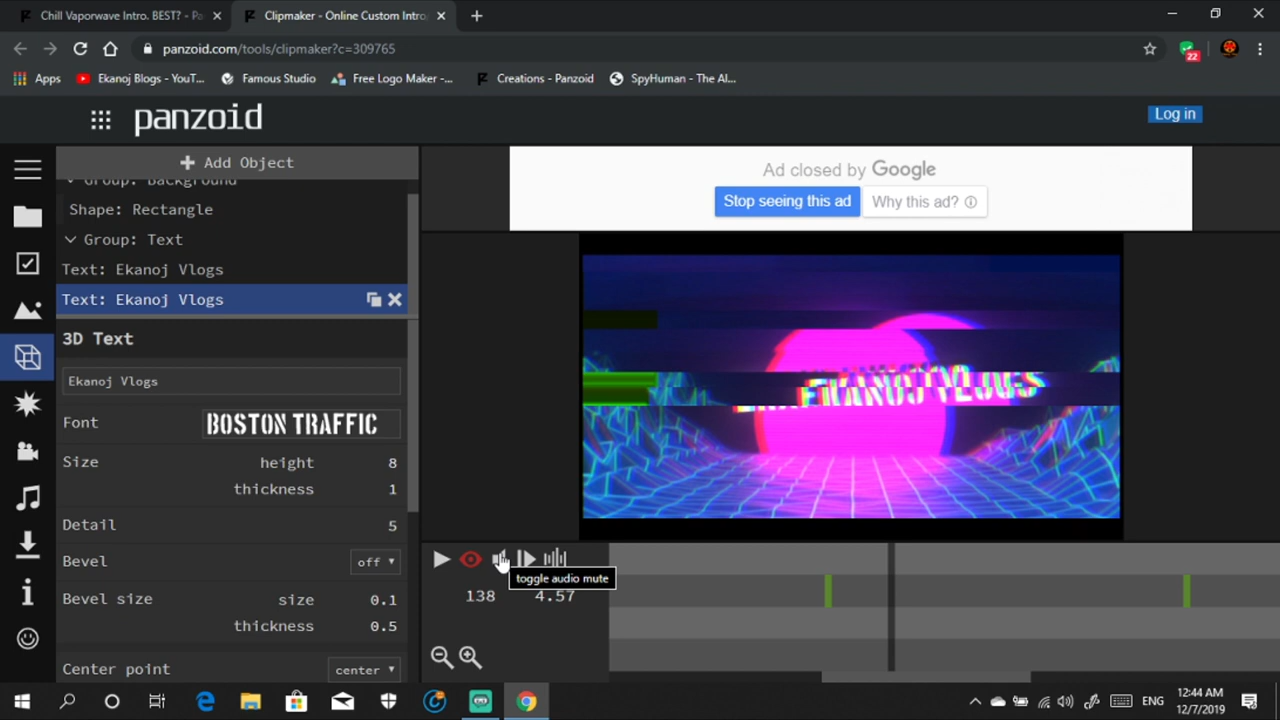 Chill Vaporwave Intro. BEST? - Pa
Clipmaker - Online Custom Intro
panzoid.com/tools/clipmaker?c=309765
22
Apps
Ekanoj Blogs - YouT...
Famous Studio
Free Logo Maker -...
Creations - Panzoid
SpyHuman - The Al...
panzoid
Log in
Add Object
Group: Background
Shape: Rectangle
Group: Text
Text: Ekanoj Vlogs
Text: Ekanoj Vlogs
3D Text
Ekanoj Vlogs
Font
BOSTON TRAFFIC
Size
height
8
thickness
1
Detail
5
Bevel
off
Bevel size
size
0.1
thickness
0.5
Center point
center
Ad closed by Google
Stop seeing this ad
Why this ad?
EKANOJ VLOGS
toggle audio mute
138
4.57
ENG
12:44 AM
12/7/2019